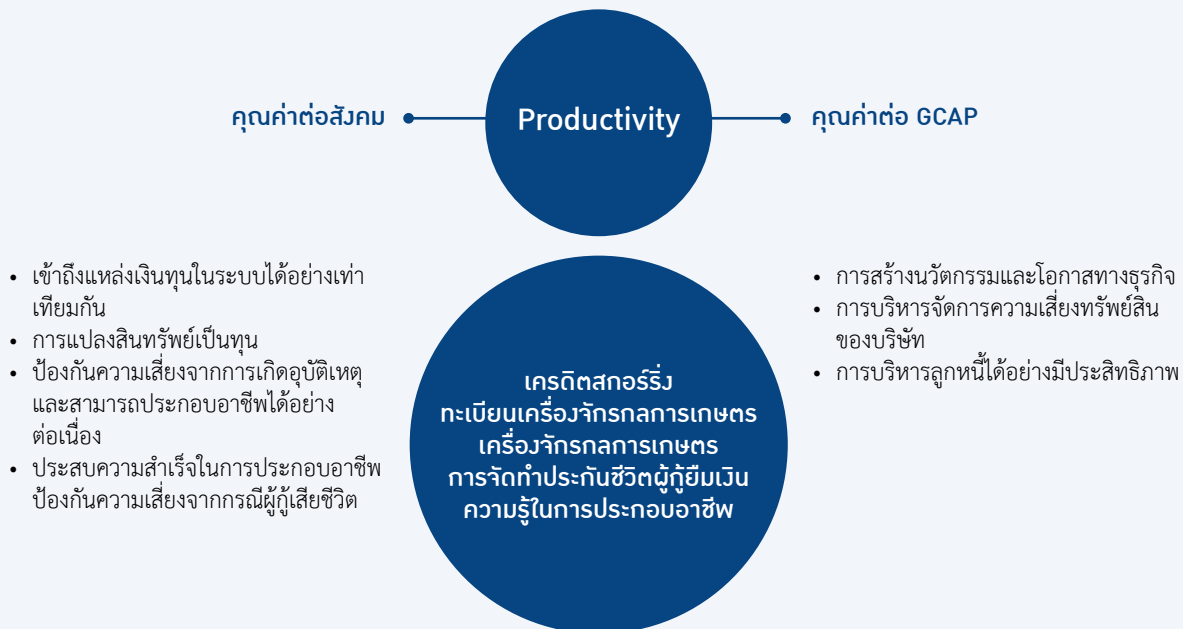 คุณค่าต่อสังคม
Productivity
คุณค่าต่อ GCAP
• เข้าถึงแหล่งเงินทุนในระบบได้อย่างเท่า
เทียมกัน
• การแปลงสินทรัพย์เป็นทุน
• ป้องกันความเสี่ยงจากการเกิดอุบัติเหตุ
และสามารถประกอบอาชีพได้อย่าง
ต่อเนื่อง
• ประสบความสำเร็จในการประกอบอาชีพ
ป้องกันความเสี่ยงจากกรณีผู้กู้เสียชีวิต
เครดิตสกอร์ริ่ง
ทะเบียนเครื่องจักรกลการเกษตร
เครื่องจักรกลการเกษตร
การจัดทำประกันชีวิตผู้กู้ยืมเงิน
ความรู้ในการประกอบอาชีพ
• การสร้างนวัตกรรมและโอกาสทางธุรกิจ
• การบริหารจัดการความเสี่ยงทรัพย์สิน
ของบริษัท
• การบริหารลูกหนี้ได้อย่างมีประสิทธิภาพ